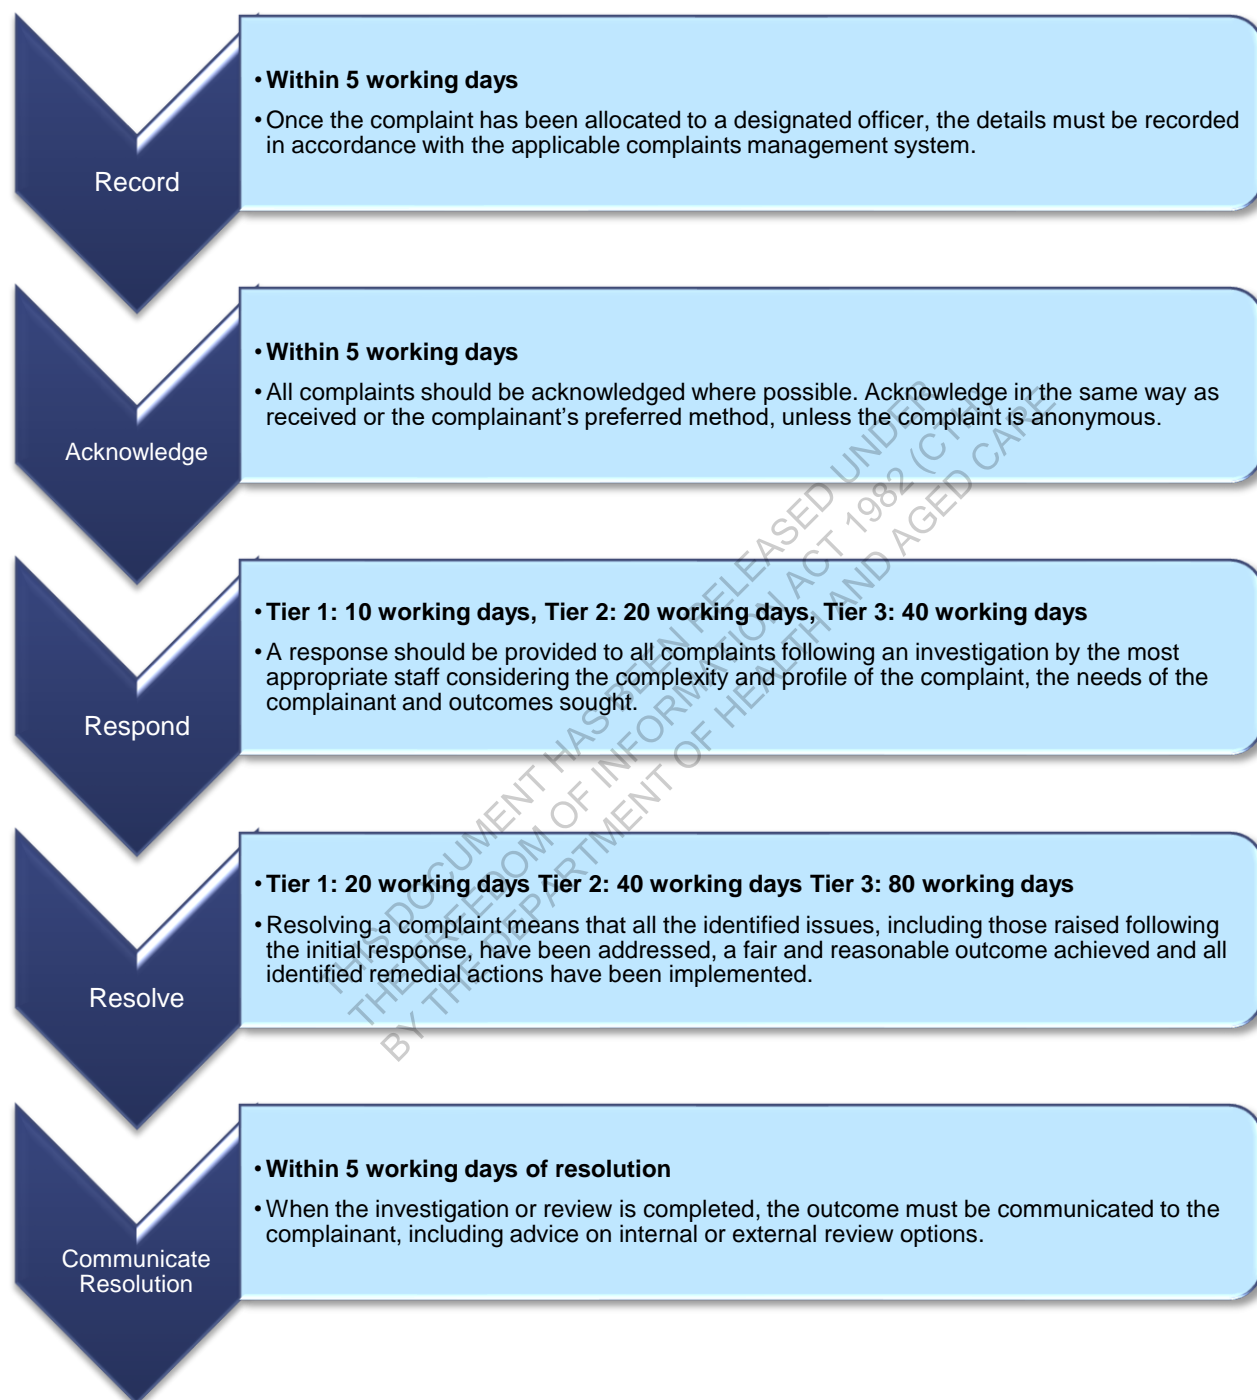 Record
• Within 5 working days
• Once the complaint has been allocated to a designated officer, the details must be recorded
in accordance with the applicable complaints management system.
Acknowledge
• Within 5 working days
• All complaints should be acknowledged where possible. Acknowledge in the same way as
received or the complainant's preferred method, unless the complaint is anonymous.
Respond
• Tier 1: 10 working days, Tier 2: 20 working days, Tier 3: 40 working days
• A response should be provided to all complaints following an investigation by the most
appropriate staff considering the complexity and profile of the complaint, the needs of the
complainant and outcomes sought.
Resolve
• Tier 1: 20 working days Tier 2: 40 working days Tier 3: 80 working days
• Resolving a complaint means that all the identified issues, including those raised following
the initial response, have been addressed, a fair and reasonable outcome achieved and all
identified remedial actions have been implemented.
Communicate
Resolution
• Within 5 working days of resolution
• When the investigation or review is completed, the outcome must be communicated to the
complainant, including advice on internal or external review options.
THIS DOCUMENT HAS BEEN RELEASED UNDER
THE FREEDOM OF INFORMATION ACT 1982 (CTH)
BY THE DEPARTMENT OF HEALTH AND AGED CARE